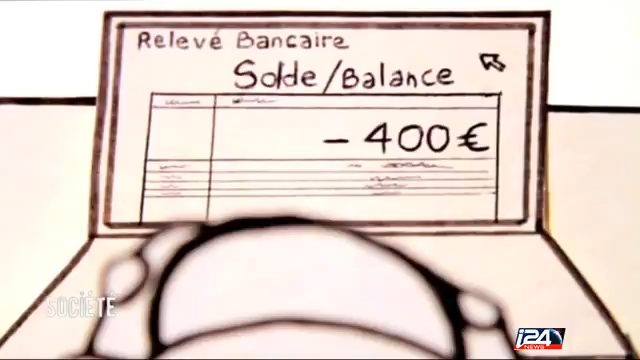 Relevé Bancaire
Solde/Balance
- 400 €
SOCIÉTÉ
i24
NEWS